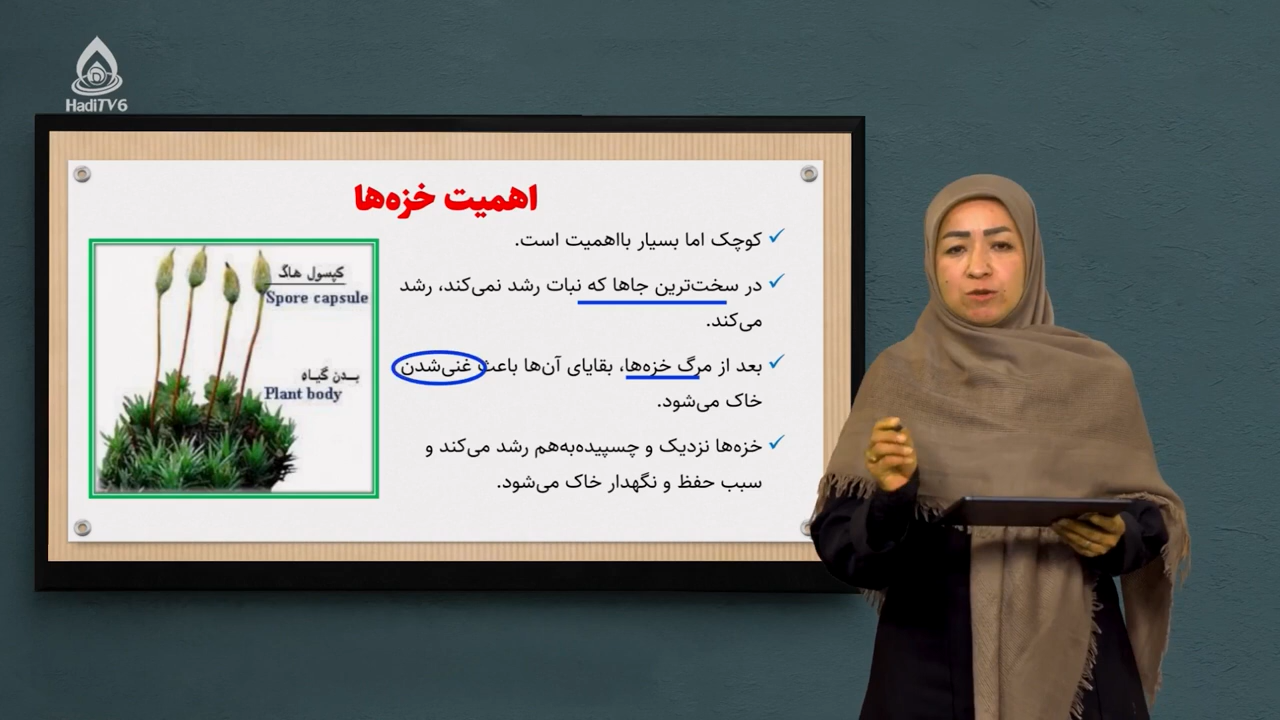 HadiTV6
اهمیت خزه‌ها
کوچک اما بسیار بااهمیت است.
در سخت‌ترین جاها که نبات رشد نمی‌کند، رشد
می‌کند.
بعد از مرگ خزه‌ها، بقایای آن‌ها باعث غنی‌شدن
خاک می‌شود.
خزه‌ها نزدیک و چسپیده‌به‌هم رشد می‌کند و
سبب حفظ و نگهدار خاک می‌شود.
کپسول هاگ
Spore capsule
بدن گیاه
Plant body